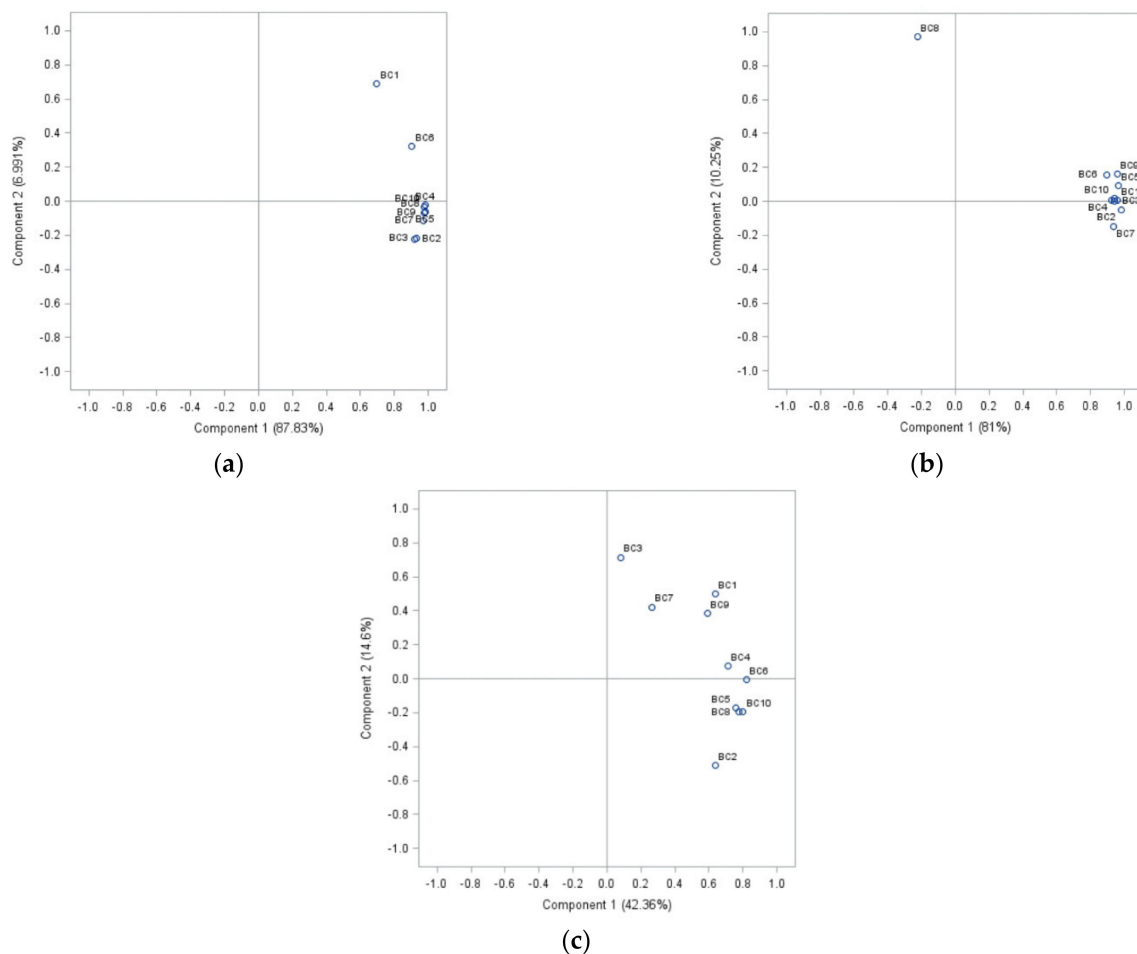 1.0
0.8
0.6
0.4
0.2
0.0
-0.2
-0.4
-0.6
-0.8
-1.0
Component 2 (6.991%)
BC1
BC6
BC4
BC10
BC8
BC9
BC5
BC7
BC3 BC2
-1.0 -0.8 -0.6 -0.4 -0.2 0.0 0.2 0.4 0.6 0.8 1.0
Component 1 (87.83%)
(a)
1.0
0.8
0.6
0.4
0.2
0.0
-0.2
-0.4
-0.6
-0.8
-1.0
Component 2 (10.25%)
BC8
BC9
BC6 BC5
BC10 BC1
BC4 BC3
BC2
BC7
-1.0 -0.8 -0.6 -0.4 -0.2 0.0 0.2 0.4 0.6 0.8 1.0
Component 1 (81%)
(b)
1.0
0.8
0.6
0.4
0.2
0.0
-0.2
-0.4
-0.6
-0.8
-1.0
Component 2 (14.6%)
BC3
BC7
BC1
BC9
BC4
BC6
BC5 BC10
BC8
BC2
-1.0 -0.8 -0.6 -0.4 -0.2 0.0 0.2 0.4 0.6 0.8 1.0
Component 1 (42.36%)
(c)